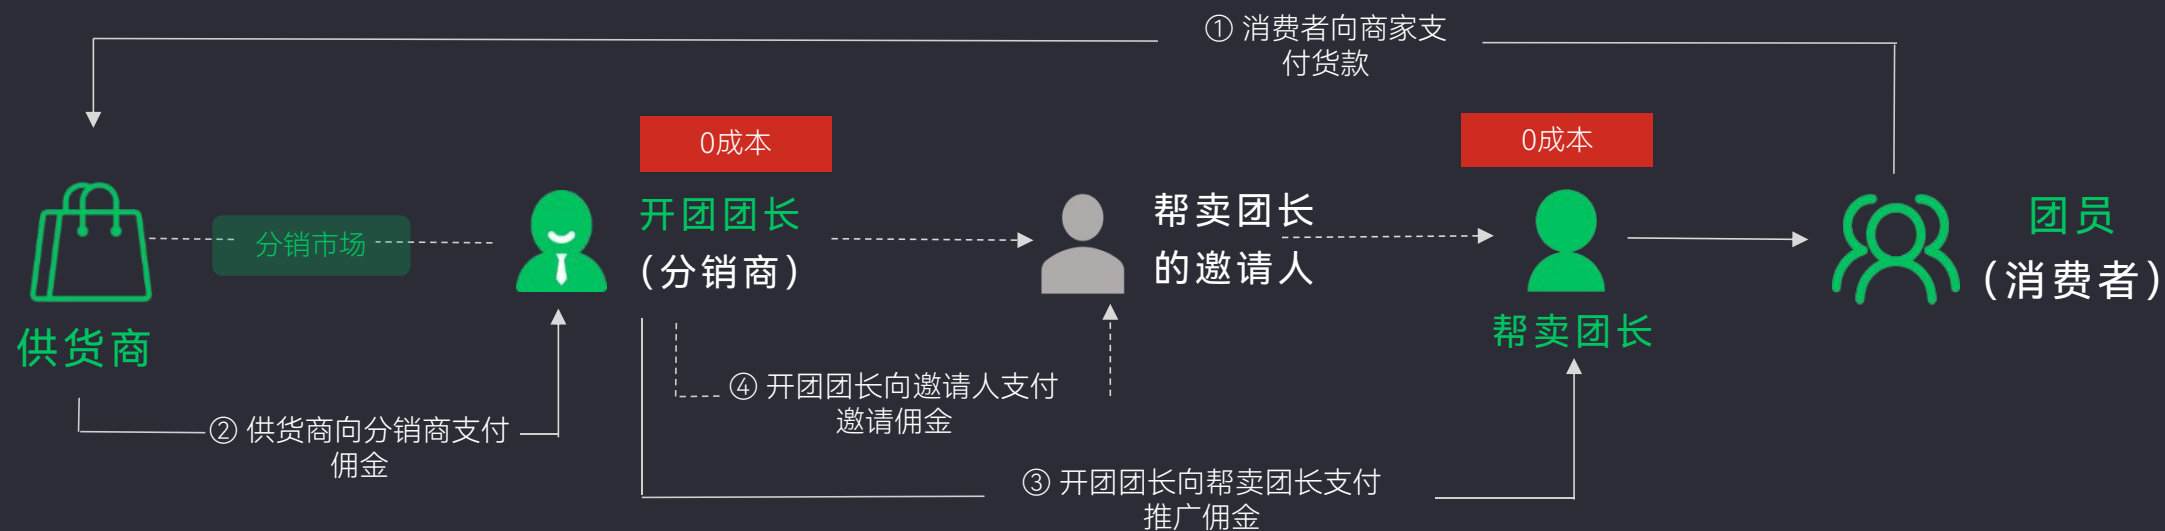 ① 消费者向商家支
付货款
0成本
0成本
供货商
分销市场
开团团长
(分销商)
帮卖团长
的邀请人
帮卖团长
团员
(消费者)
② 供货商向分销商支付
佣金
④ 开团团长向邀请人支付
邀请佣金
③ 开团团长向帮卖团长支付
推广佣金